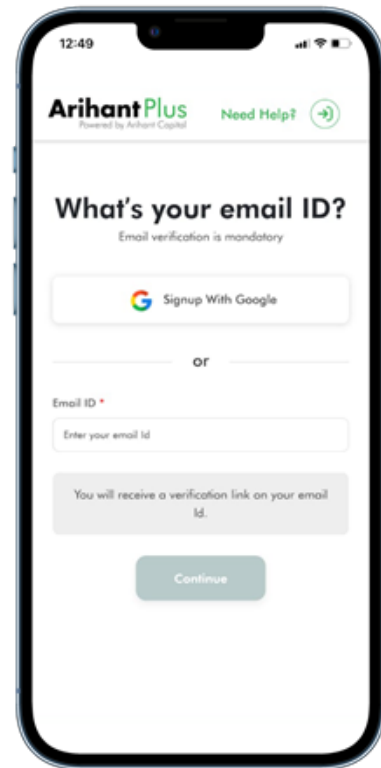 12:49
ArihantPlus
Powered by Arihant Capital
Need Help?
What's your email ID?
Email verification is mandatory
Signup With Google
or
Email ID *
Enter your email Id
You will receive a verification link on your email
Id.
Continue